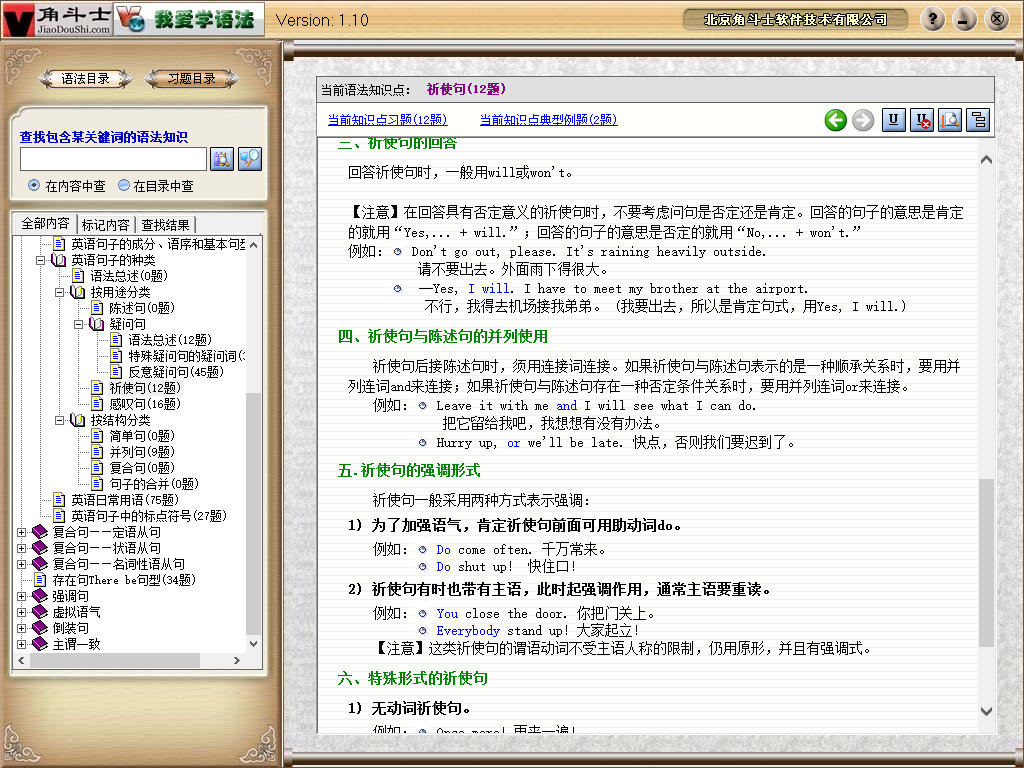 角斗士
JiaoDouShi.com
我爱学语法
Version: 1.10
北京角斗士软件技术有限公司
语法目录
习题目录
查找包含某关键词的语法知识
在内容中查
在目录中查
全部内容
标记内容
查找结果
英语句子的成分、语序和基本句型
英语句子的种类
语法总述(0题)
按用途分类
陈述句(0题)
疑问句
语法总述(12题)
特殊疑问句的疑问词(
反意疑问句(45题)
祈使句(12题)
感叹句(16题)
按结构分类
简单句(0题)
并列句(9题)
复合句(0题)
句子的合并(0题)
英语日常用语(75题)
英语句子中的标点符号(27题)
复合句——定语从句
复合句——状语从句
复合句——名词性语从句
存在句There be句型(34题)
强调句
虚拟语气
倒装句
主谓一致
当前语法知识点: 祈使句(12题)
当前知识点习题(12题)
当前知识点典型例题(2题)
三、祈使句的回答
回答祈使句时，一般用will或won't。
【注意】在回答具有否定意义的祈使句时，不要考虑问句是否定还是肯定。回答的句子的意思是肯定
的就用“Yes,... + will.”；回答的句子的意思是否定的就用“No,... + won't.”
例如: Don't go out, please. It's raining heavily outside.
请不要出去。外面雨下得很大。
—Yes, I will. I have to meet my brother at the airport.
不行，我得去机场接我弟弟。（我要出去，所以是肯定句式，用Yes, I will.）
四、祈使句与陈述句的并列使用
祈使句后接陈述句时，须用连接词连接。如果祈使句与陈述句表示的是一种顺承关系时，要用并
列连词and来连接；如果祈使句与陈述句存在一种否定条件关系时，要用并列连词or来连接。
例如: Leave it with me and I will see what I can do.
把它留给我吧，我想想有没有办法。
Hurry up, or we'll be late. 快点，否则我们要迟到了。
五.祈使句的强调形式
祈使句一般采用两种方式表示强调:
1) 为了加强语气，肯定祈使句前面可用助动词do。
例如: Do come often. 千万常来。
Do shut up! 快住口!
2) 祈使句有时也带有主语，此时起强调作用，通常主语要重读。
例如: You close the door. 你把门关上。
Everybody stand up! 大家起立!
【注意】这类祈使句的谓语动词不受主语人称的限制，仍用原形，并且有强调式。
六、特殊形式的祈使句
1) 无动词祈使句。
例如: Once more! 再来一遍!